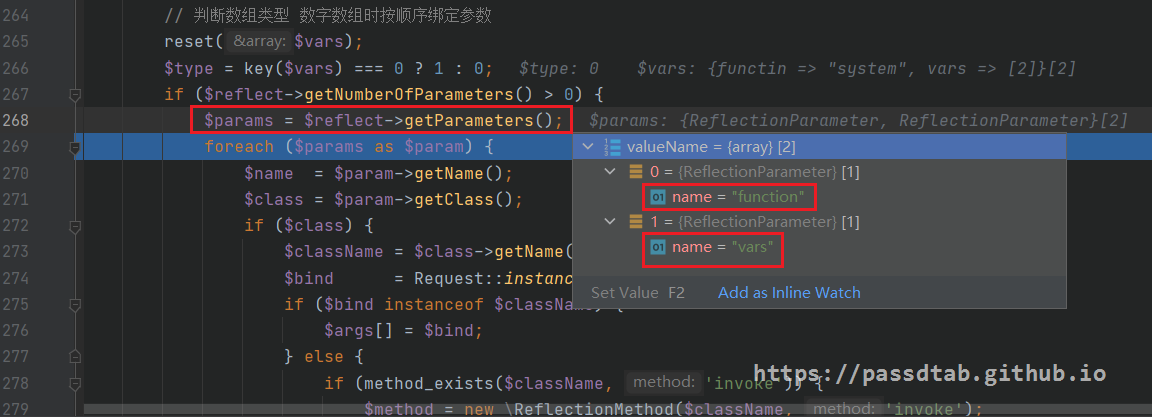 264 // 判断数组类型 数字数组时按顺序绑定参数
265 reset( &array: $vars);
266 $type = key($vars) === 0 ? 1 : 0; $type: 0 $vars: {functin => "system", vars => [2]}[2]
267 if ($reflect->getNumberOfParameters() > 0) {
268 $params = $reflect->getParameters(); $params: {ReflectionParameter, ReflectionParameter}[2]
269 foreach ($params as $param) {
valueName = {array} [2]
270 $name = $param->getName();
0 = {ReflectionParameter} [1]
271 $class = $param->getClass();
01 name = "function"
272 if ($class) {
1 = {ReflectionParameter} [1]
273 $className = $class->getName(
01 name = "vars"
274 $bind = Request::instanc
Set Value F2 Add as Inline Watch
275 if ($bind instanceof $className) {
276 $args[] = $bind;
277 } else {
278 if (method_exists($className, method: 'invoke')) {
https://passdtab.github.io
279 $method = new \ReflectionMethod($className, method: 'invoke');